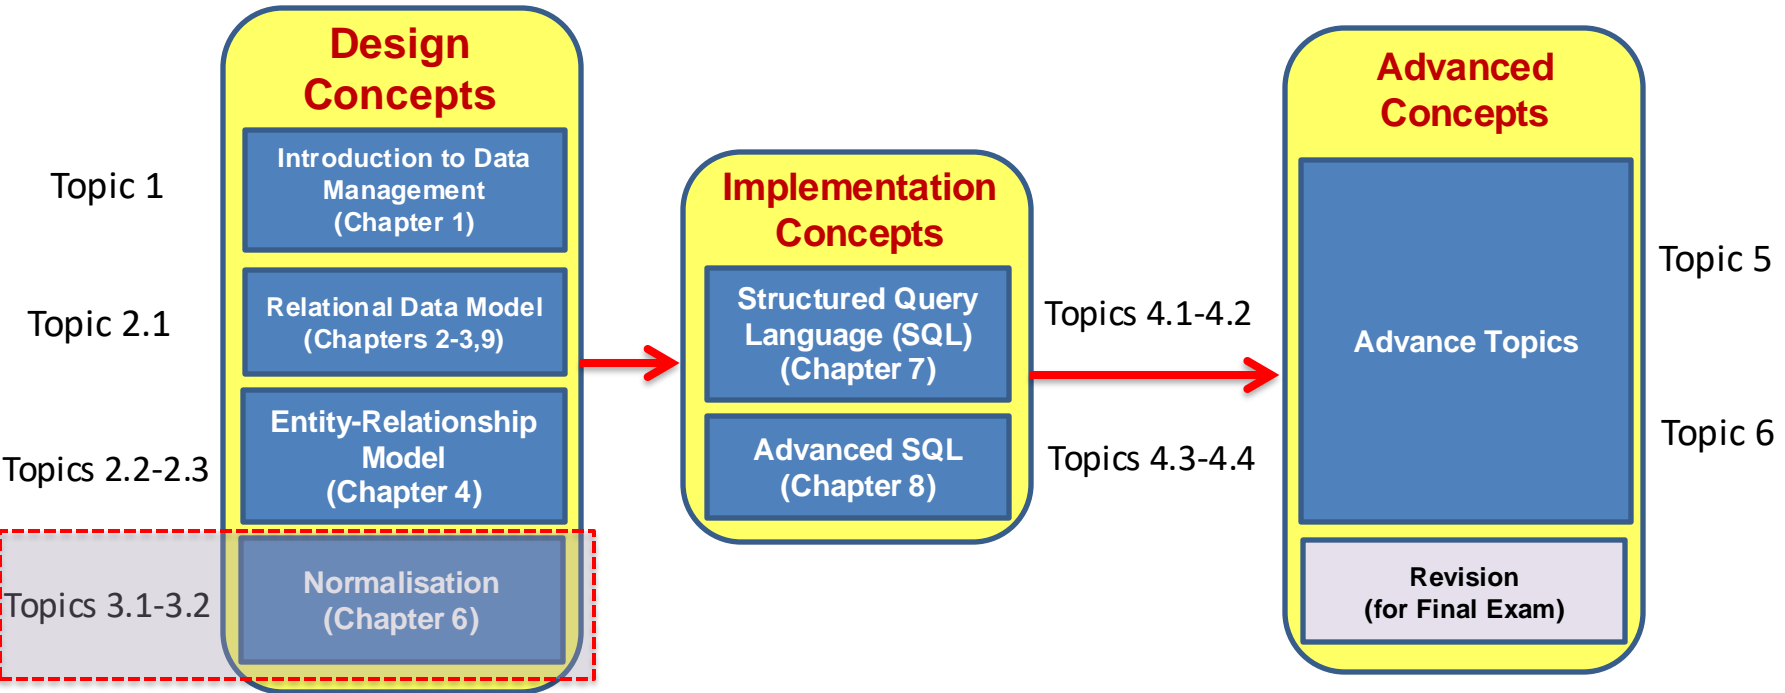 Design
Concepts
Topic 1
Introduction to Data
Management
(Chapter 1)
Topic 2.1
Relational Data Model
(Chapters 2-3,9)
Topics 2.2-2.3
Entity-Relationship
Model
(Chapter 4)
Topics 3.1-3.2
Normalisation
(Chapter 6)
Implementation
Concepts
Structured Query
Language (SQL)
(Chapter 7)
Topics 4.1-4.2
Advanced SQL
(Chapter 8)
Topics 4.3-4.4
Advanced
Concepts
Advance Topics
Topic 5
Topic 6
Revision
(for Final Exam)